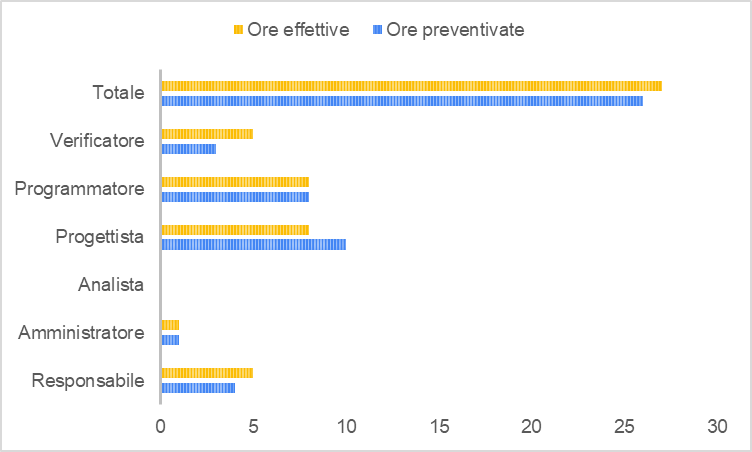 Ore effettive Ore preventivate
Totale
Verificatore
Programmatore
Progettista
Analista
Amministratore
Responsabile
0 5 10 15 20 25 30